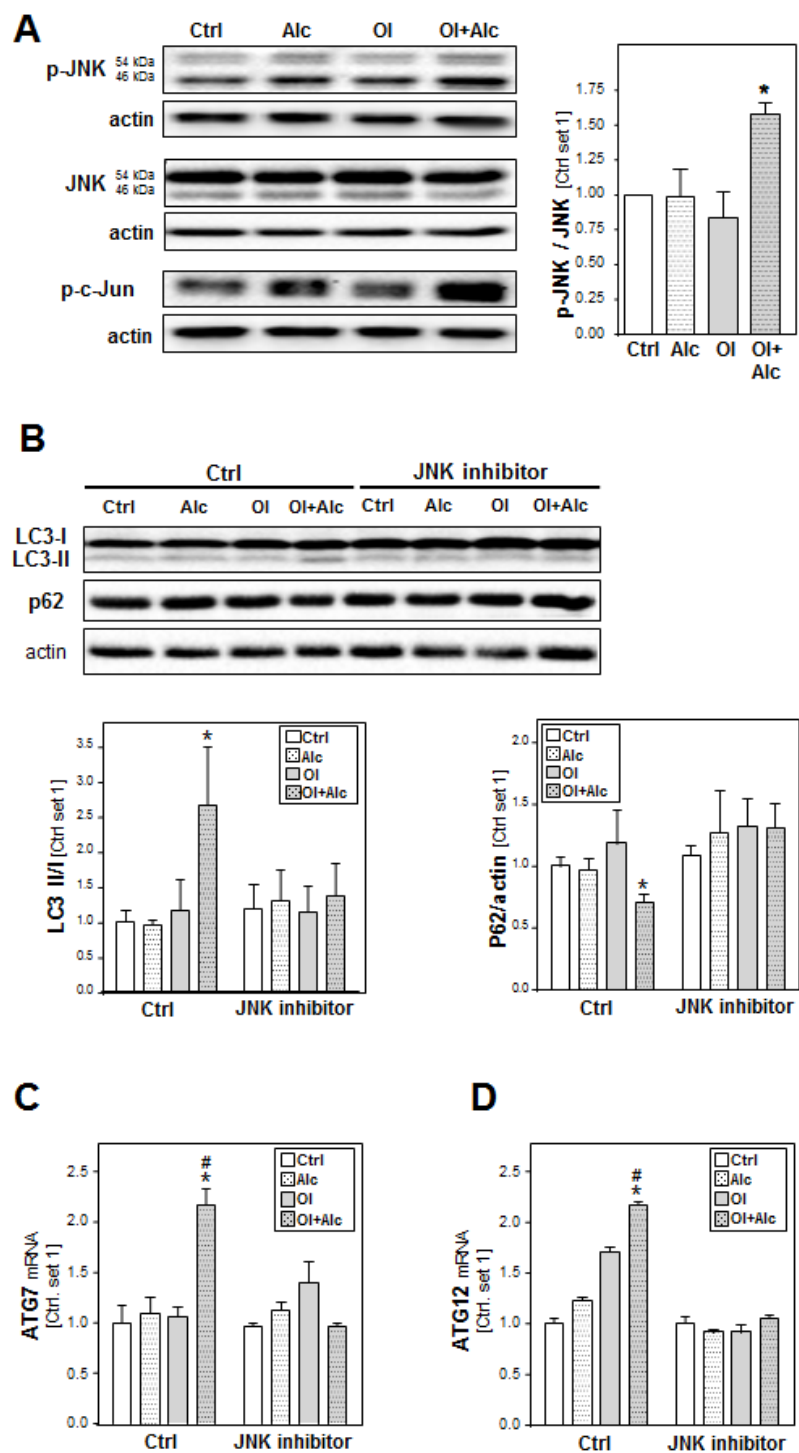 A
Ctrl Alc Ol Ol+Alc
p-JNK 54 kDa
46 kDa
actin
JNK 54 kDa
46 kDa
actin
p-c-Jun
actin
p-JNK / JNK [Ctrl set 1]
1.75
1.50
1.25
1.00
0.75
0.50
0.25
0.00
*
Ctrl Alc Ol Ol+
Alc
B
Ctrl JNK inhibitor
Ctrl Alc Ol Ol+Alc Ctrl Alc Ol Ol+Alc
LC3-I
LC3-II
p62
actin
LC3 II/I [Ctrl set 1]
3.5
3.0
2.5
2.0
1.5
1.0
0.5
0.0
*
Ctrl
Alc
Ol
Ol+Alc
Ctrl JNK inhibitor
P62/actin [Ctrl set 1]
2.0
1.5
1.0
0.5
0.0
Ctrl
Alc
Ol
Ol+Alc
*
Ctrl JNK inhibitor
C
ATG7 mRNA
[Ctrl. set 1]
2.5
2.0
1.5
1.0
0.5
0.0
#
*
Ctrl
Alc
Ol
Ol+Alc
Ctrl JNK inhibitor
D
ATG12 mRNA
[Ctrl. set 1]
2.5
2.0
1.5
1.0
0.5
0.0
#
*
Ctrl
Alc
Ol
Ol+Alc
Ctrl JNK inhibitor